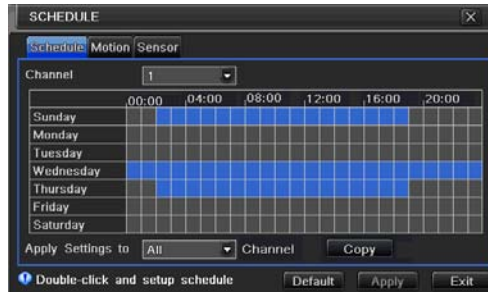 SCHEDULE
Schedule Motion Sensor
Channel 1
00:00 04:00 08:00 12:00 16:00 20:00
Sunday
Monday
Tuesday
Wednesday
Thursday
Friday
Saturday
Apply Settings to All Channel Copy
Double-click and setup schedule Default Apply Exit